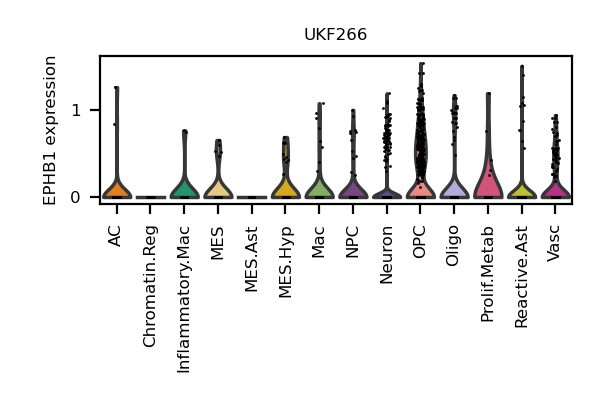 UKF266
EPHB1 expression
1
0
AC
Chromatin.Reg
Inflammatory.Mac
MES
MES.Ast
MES.Hyp
Mac
NPC
Neuron
OPC
Oligo
Prolif.Metab
Reactive.Ast
Vasc